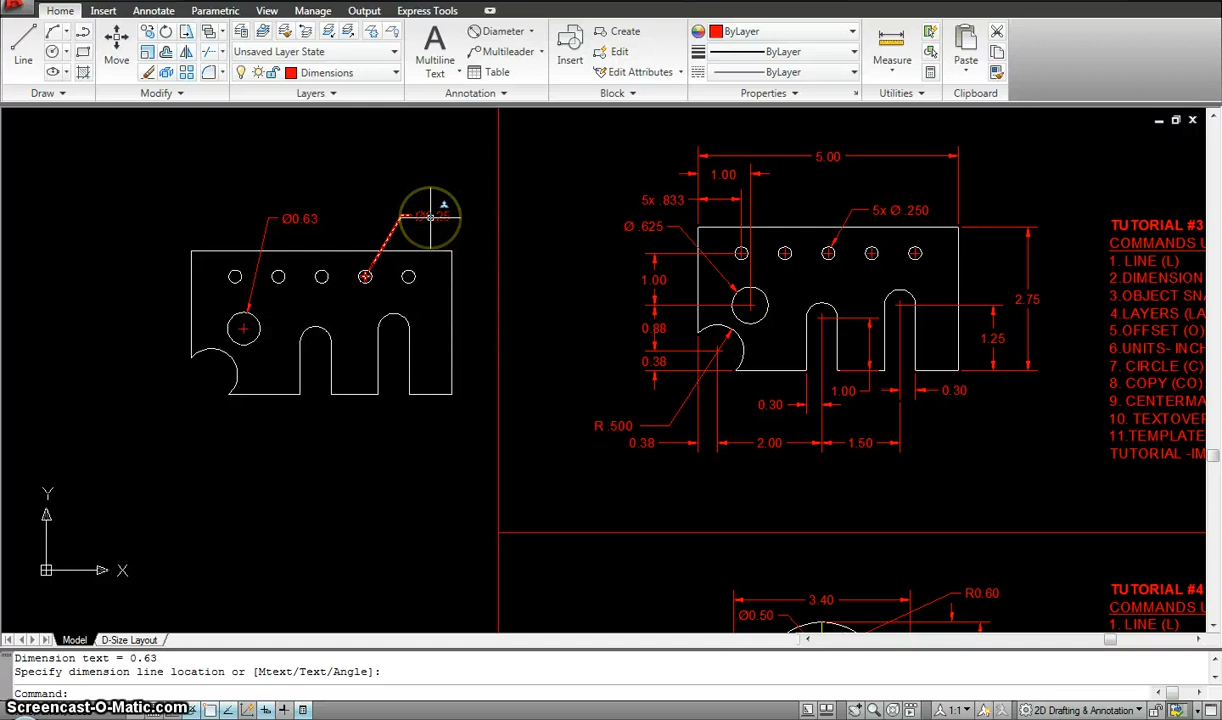 Home Insert Annotate Parametric View Manage Output Express Tools
Line
Move
Unsaved Layer State
Dimensions
Multiline
Text
Diameter
Multileader
Table
Insert
Create
Edit
Edit Attributes
ByLayer
ByLayer
ByLayer
Measure
Paste
Draw Modify Layers Annotation Block Properties Utilities Clipboard
Ø0.63
Ø0.25
Y
X
5.00
1.00
5x .833
Ø .625
5x Ø .250
1.00
0.88
0.38
2.75
1.25
1.00
0.30
0.30
R .500
0.38
2.00
1.50
TUTORIAL #3
COMMANDS U
1. LINE (L)
2.DIMENSION
3.OBJECT SNA
4.LAYERS (LA
5.OFFSET (O)
6.UNITS- INCH
7. CIRCLE (C)
8. COPY (CO)
9. CENTERMA
10. TEXTOVER
11.TEMPLATE
TUTORIAL -IM
3.40
R0.60
Ø0.50
TUTORIAL #4
COMMANDS U
1. LINE (L)
Model D-Size Layout
Dimension text = 0.63
Specify dimension line location or [Mtext/Text/Angle]:
Command:
Screencast-O-Matic.com
1:1
2D Drafting & Annotation